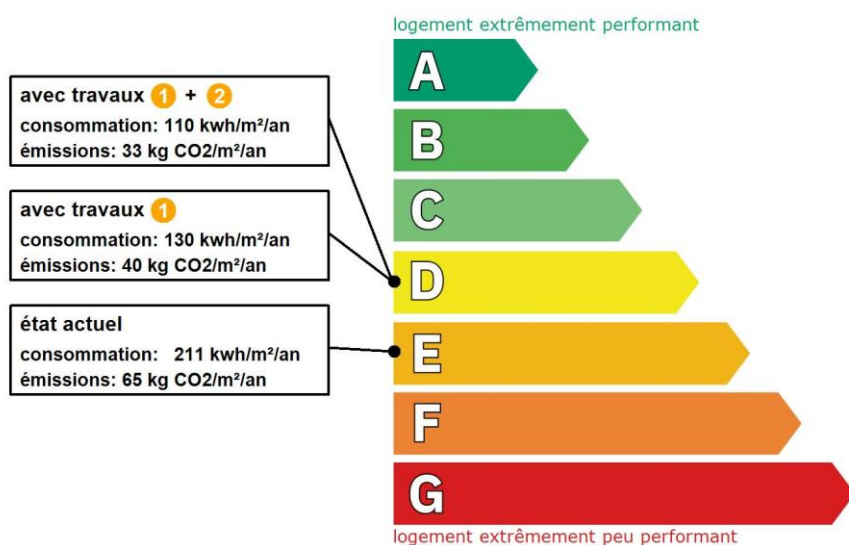 logement extrêmement performant
A
avec travaux 1 + 2
consommation: 110 kwh/m²/an
émissions: 33 kg CO2/m²/an
B
avec travaux 1
consommation: 130 kwh/m²/an
émissions: 40 kg CO2/m²/an
C
D
état actuel
consommation: 211 kwh/m²/an
émissions: 65 kg CO2/m²/an
E
F
G
logement extrêmement peu performant